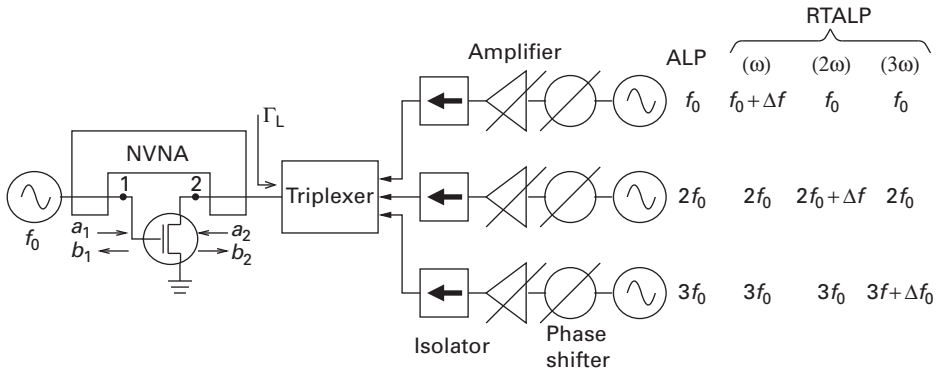 RTALP
Amplifier ALP (ω) (2ω) (3ω)
f₀ f₀ + Δf f₀ f₀
Γ_L
NVNA
1 2
Triplexer
2f₀ 2f₀ 2f₀ + Δf 2f₀
f₀
a₁ a₂
b₁ b₂
3f₀ 3f₀ 3f₀ 3f + Δf₀
Isolator Phase
shifter